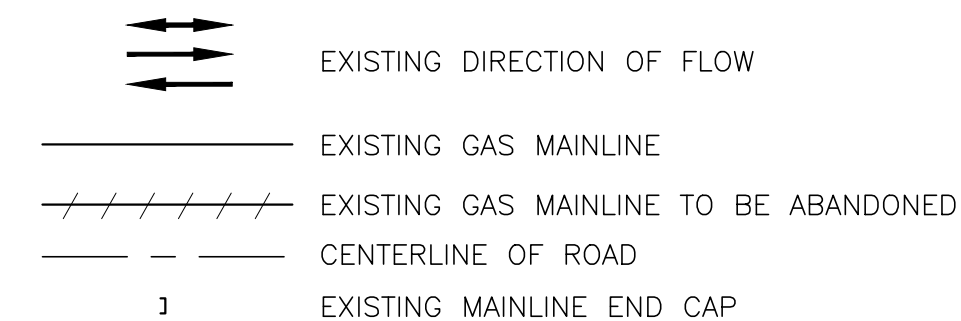 EXISTING DIRECTION OF FLOW
EXISTING GAS MAINLINE
EXISTING GAS MAINLINE TO BE ABANDONED
CENTERLINE OF ROAD
EXISTING MAINLINE END CAP